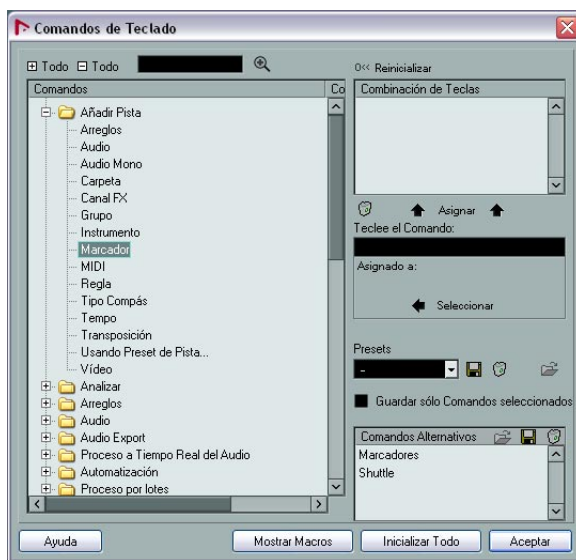 Comandos de Teclado
Todo Todo
Comandos Co
Añadir Pista
Arreglos
Audio
Audio Mono
Carpeta
Canal FX
Grupo
Instrumento
Marcador
MIDI
Regla
Tipo Compás
Tempo
Transposición
Usando Preset de Pista...
Vídeo
Analizar
Arreglos
Audio
Audio Export
Proceso a Tiempo Real del Audio
Automatización
Proceso por lotes
0<< Reinicializar
Combinación de Teclas
Asignar
Teclee el Comando:
Asignado a:
Seleccionar
Presets
-
Guardar sólo Comandos seleccionados
Comandos Alternativos
Marcadores
Shuttle
Ayuda Mostrar Macros Inicializar Todo Aceptar